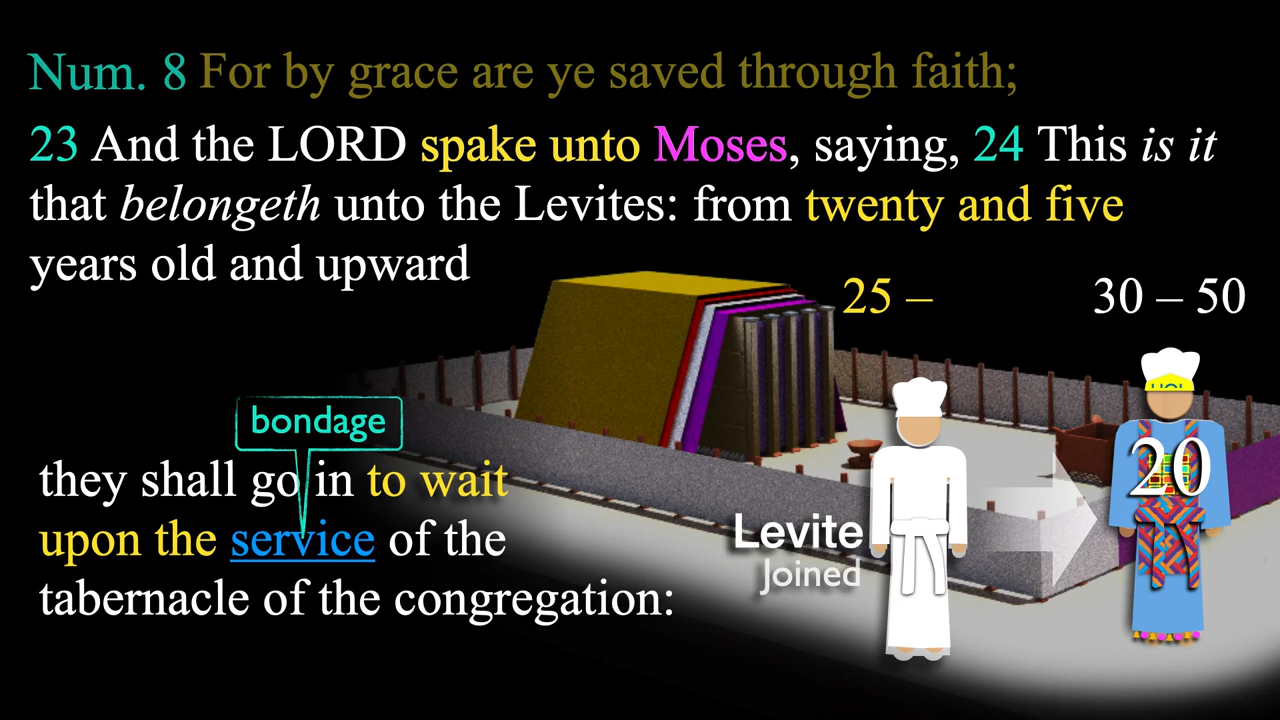 Num. 8 For by grace are ye saved through faith;
23 And the LORD spake unto Moses, saying, 24 This is it
that belongeth unto the Levites: from twenty and five
years old and upward
25 –
30 – 50
bondage
they shall go in to wait
upon the service of the
tabernacle of the congregation:
Levite
Joined
20